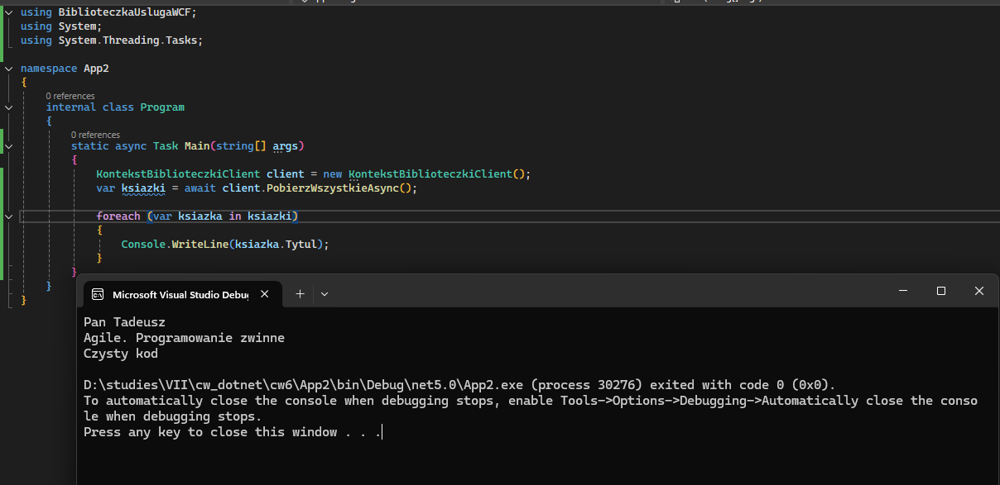 using BiblioteczkaUslugaWCF;
using System;
using System.Threading.Tasks;
namespace App2
{
0 references
internal class Program
{
0 references
static async Task Main(string[] args)
{
KontekstBiblioteczkiClient client = new KontekstBiblioteczkiClient();
var ksiazki = await client.PobierzWszystkieAsync();
foreach (var ksiazka in ksiazki)
{
Console.WriteLine(ksiazka.Tytul);
}
}
}
}
Microsoft Visual Studio Debu
Pan Tadeusz
Agile. Programowanie zwinne
Czysty kod
D:\studies\VII\cw_dotnet\cw6\App2\bin\Debug\net5.0\App2.exe (process 30276) exited with code 0 (0x0).
To automatically close the console when debugging stops, enable Tools->Options->Debugging->Automatically close the conso
le when debugging stops.
Press any key to close this window . . .